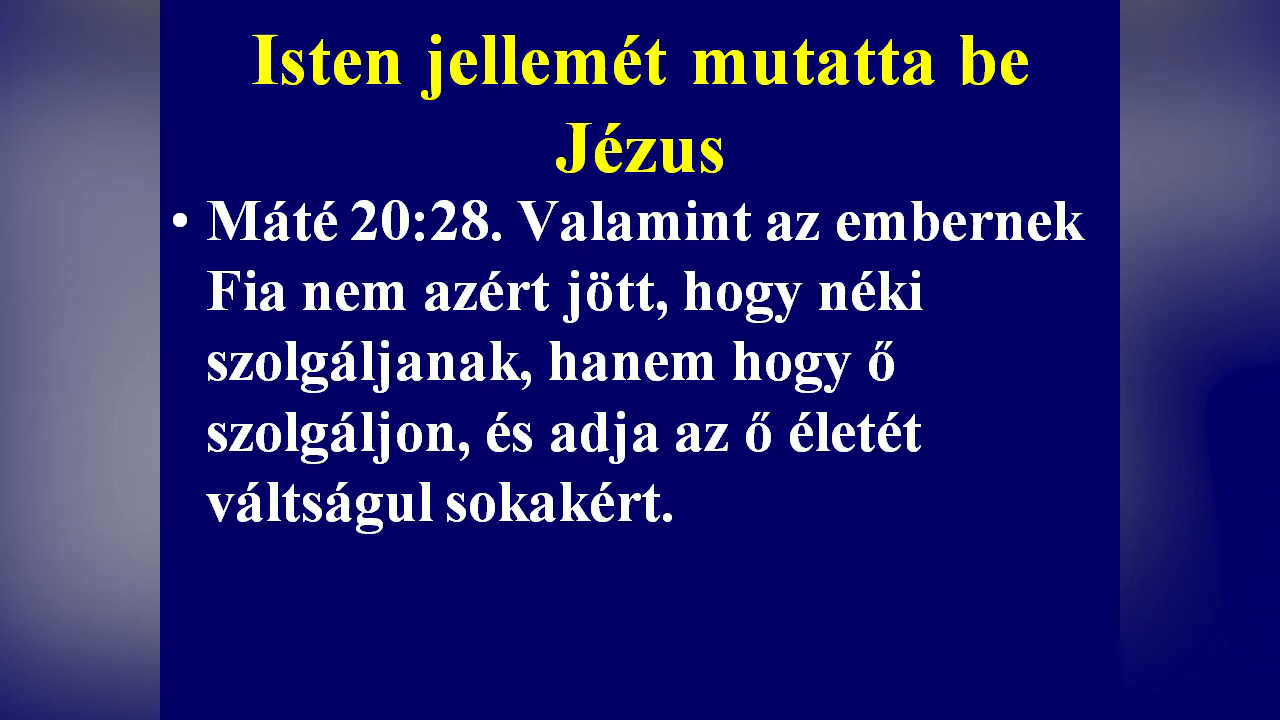 Isten jellemét mutatta be
Jézus
• Máté 20:28. Valamint az embernek
Fia nem azért jött, hogy néki
szolgáljanak, hanem hogy ő
szolgáljon, és adja az ő életét
váltságul sokakért.